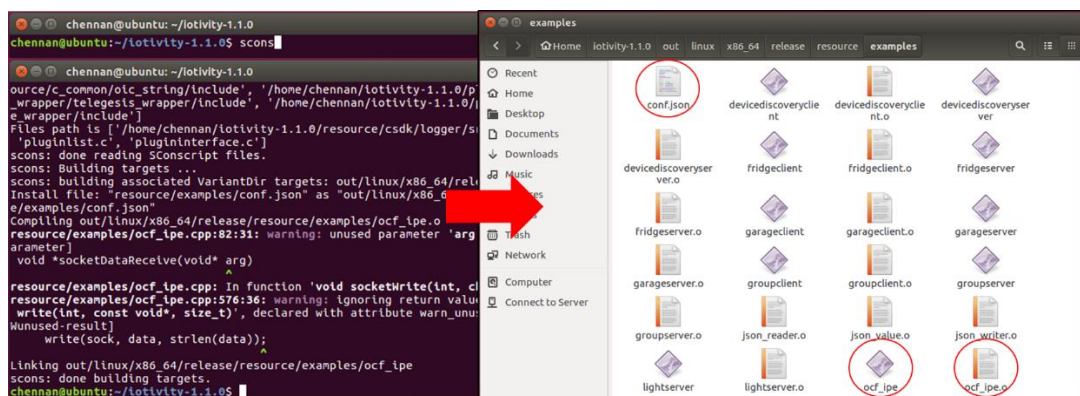 chennan@ubuntu: ~/iotivity-1.1.0
chennan@ubuntu:~/iotivity-1.1.0$ scons
chennan@ubuntu: ~/iotivity-1.1.0
ource/c_common/oic_string/include', '/home/chennan/iotivity-1.1.0/p
_wrapper/telegesis_wrapper/include', '/home/chennan/iotivity-1.1.0/
e_wrapper/include']
Files path is ['/home/chennan/iotivity-1.1.0/resource/csdk/logger/s
'pluginlist.c', 'plugininterface.c']
scons: done reading SConscript files.
scons: Building targets ...
scons: building associated VariantDir targets: out/linux/x86_64/rel
Install file: "resource/examples/conf.json" as "out/linux/x86_6
e/examples/conf.json"
Compiling out/linux/x86_64/release/resource/examples/ocf_ipe.o
resource/examples/ocf_ipe.cpp:82:31: warning: unused parameter 'arg
arameter]
void *socketDataReceive(void* arg)
^
resource/examples/ocf_ipe.cpp: In function 'void socketWrite(int, c
resource/examples/ocf_ipe.cpp:576:36: warning: ignoring return valu
write(int, const void*, size_t)', declared with attribute warn_unu
Wunused-result]
write(sock, data, strlen(data));
^
Linking out/linux/x86_64/release/resource/examples/ocf_ipe
scons: done building targets.
chennan@ubuntu:~/iotivity-1.1.0$
examples
Home iotivity-1.1.0 out linux x86_64 release resource examples
Recent
Home
Desktop
Documents
Downloads
Music
Trash
Network
Computer
Connect to Server
conf.json devicediscoveryclie devicediscoveryclie devicediscoveryser
nt nt.o ver
devicediscoveryser fridgeclient fridgeclient.o fridgeserver
ver.o
fridgeserver.o garageclient garageclient.o garageserver
garageserver.o groupclient groupclient.o groupserver
groupserver.o json_reader.o json_value.o json_writer.o
lightserver lightserver.o ocf_ipe ocf_ipe.o